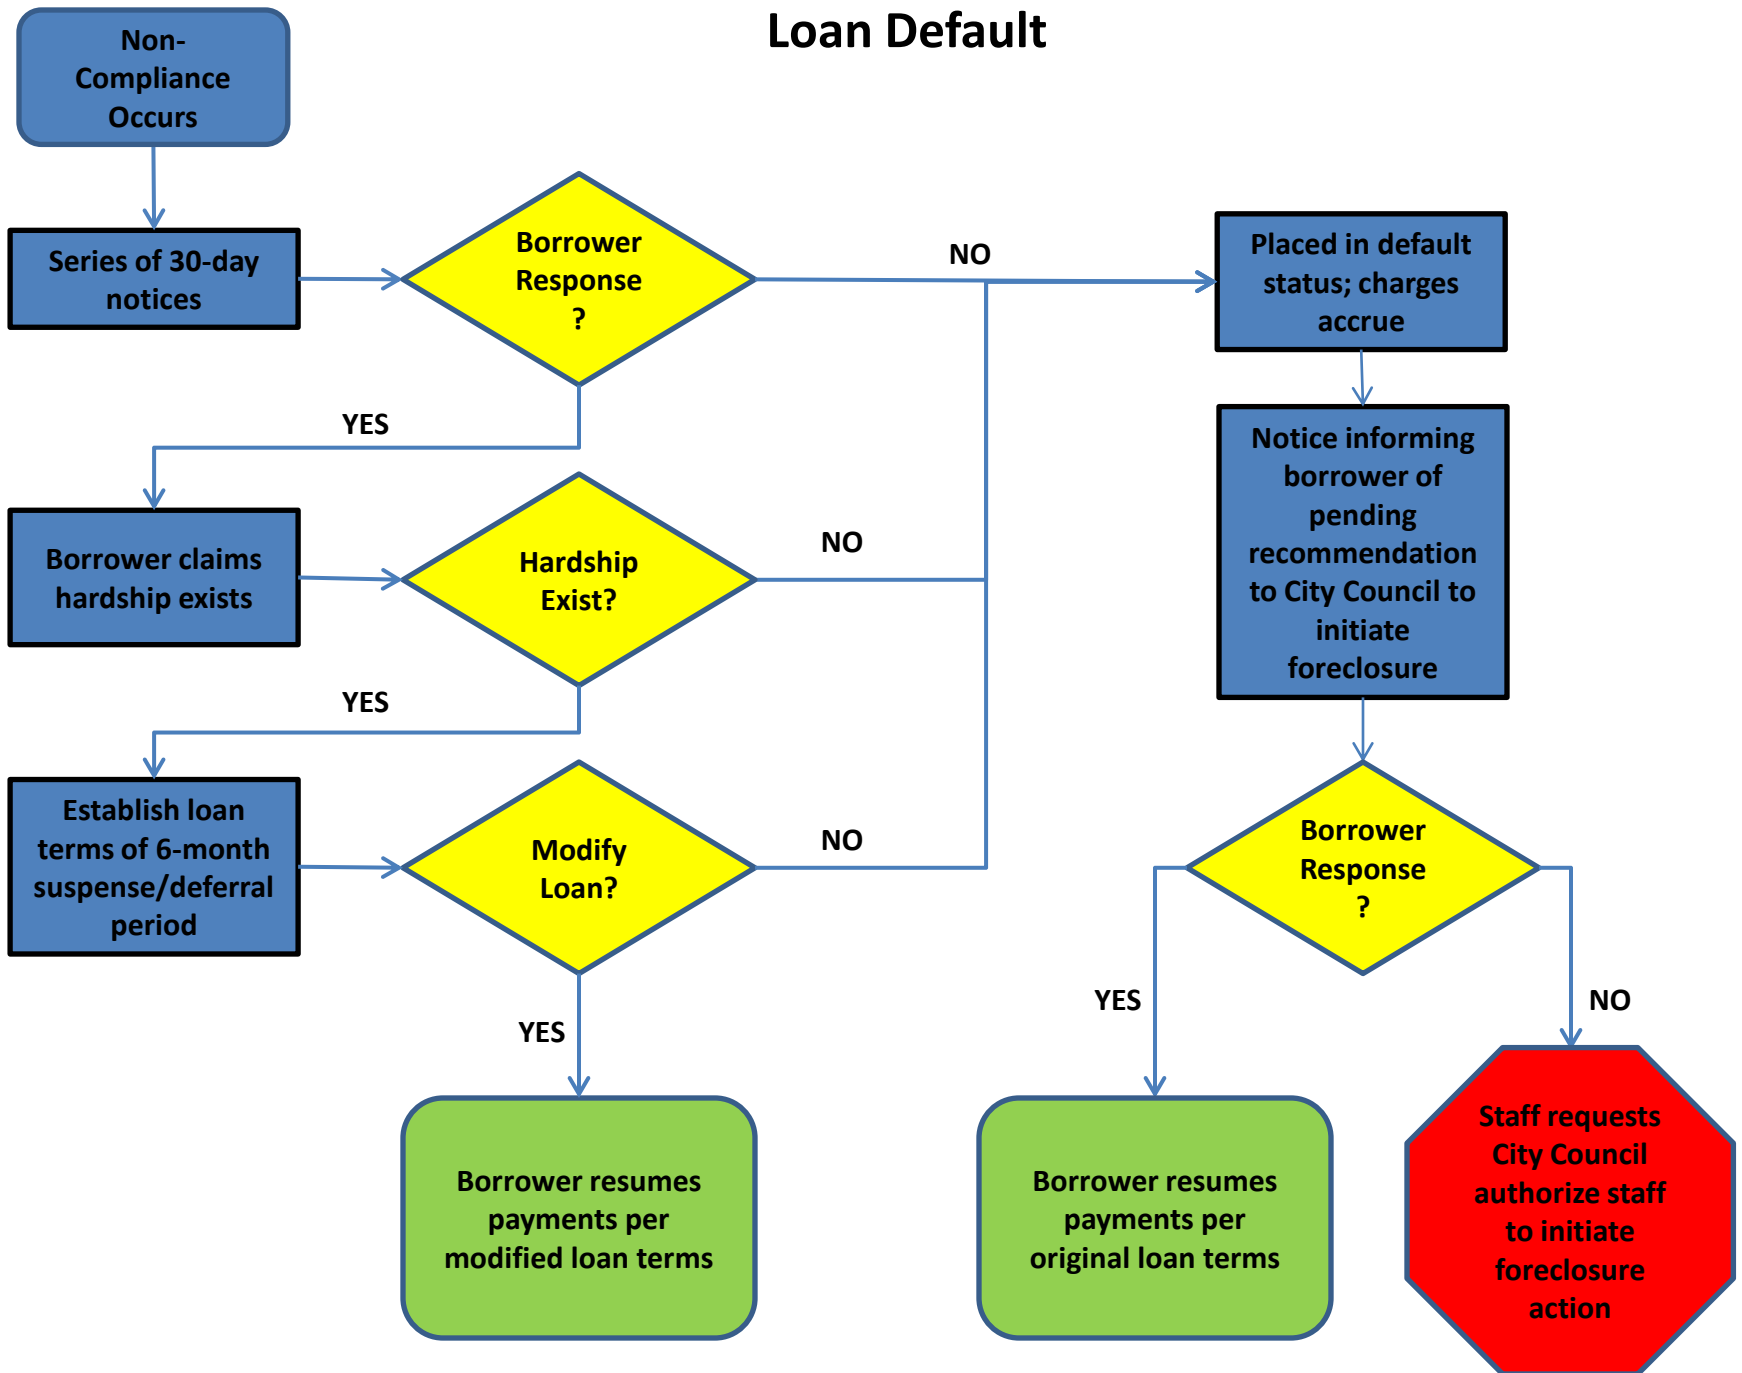 Loan Default
Non-
Compliance
Occurs
Series of 30-day
notices
Borrower
Response
?
NO
Placed in default
status; charges
accrue
YES
Borrower claims
hardship exists
Hardship
Exist?
NO
Notice informing
borrower of
pending
recommendation
to City Council to
initiate
foreclosure
YES
Establish loan
terms of 6-month
suspense/deferral
period
Modify
Loan?
NO
Borrower
Response
?
YES
YES
NO
Borrower resumes
payments per
modified loan terms
Borrower resumes
payments per
original loan terms
Staff requests
City Council
authorize staff
to initiate
foreclosure
action